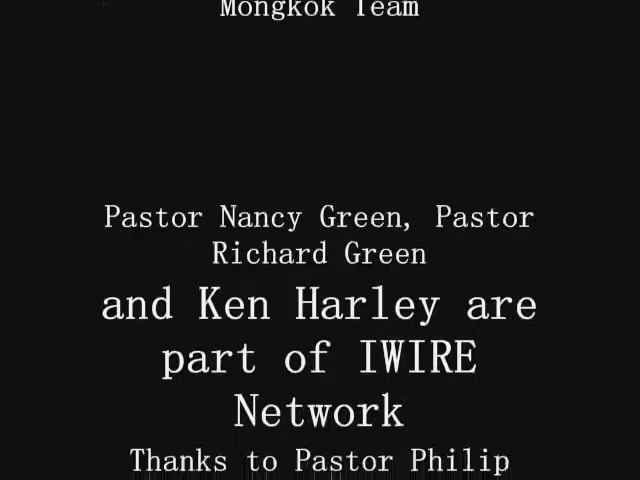 Mongkok Team
Pastor Nancy Green, Pastor
Richard Green
and Ken Harley are
part of IWIRE
Network
Thanks to Pastor Philip